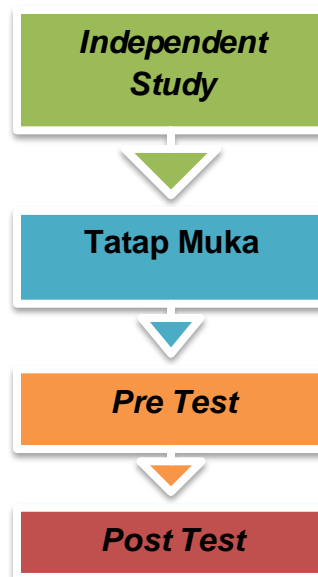 Independent
Study
Tatap Muka
Pre Test
Post Test